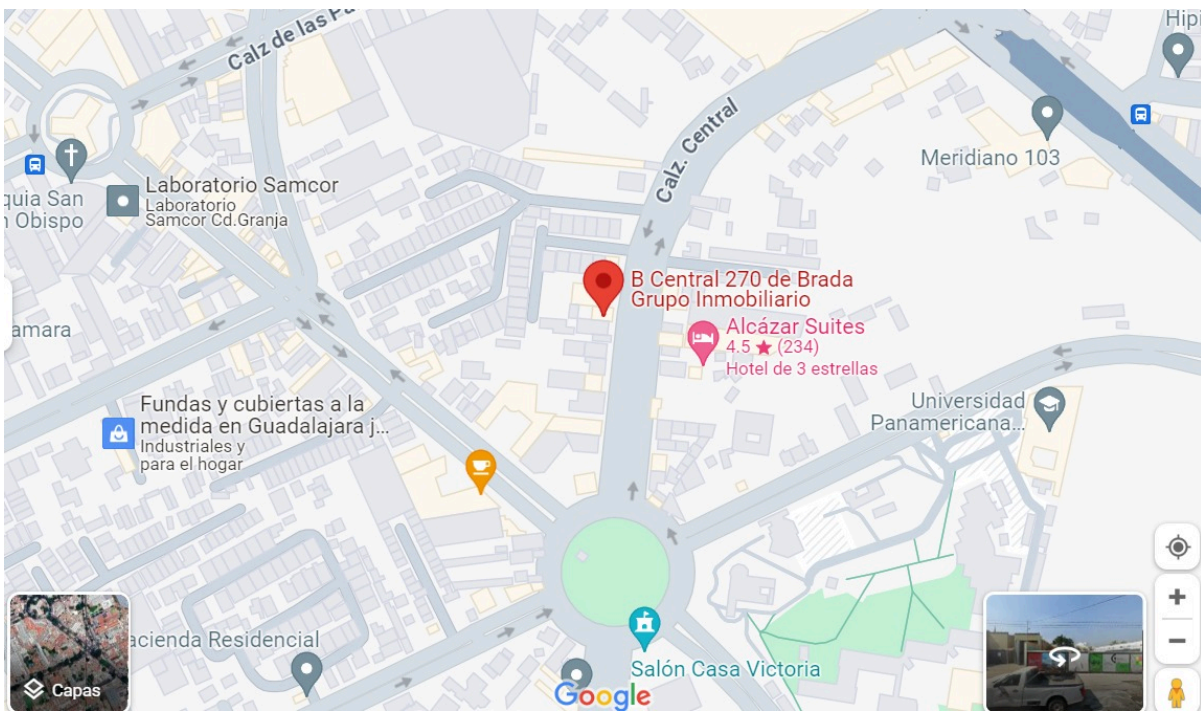 Calz de las Pa
Hipi
Calz. Central
Meridiano 103
quia San
n Obispo
Laboratorio Samcor
Laboratorio
Samcor Cd.Granja
B Central 270 de Brada
Grupo Inmobiliario
amara
Alcázar Suites
4.5 ★ (234)
Hotel de 3 estrellas
Fundas y cubiertas a la
medida en Guadalajara j...
Industriales y
para el hogar
Universidad
Panamericana...
acienda Residencial
Salón Casa Victoria
Capas
Google